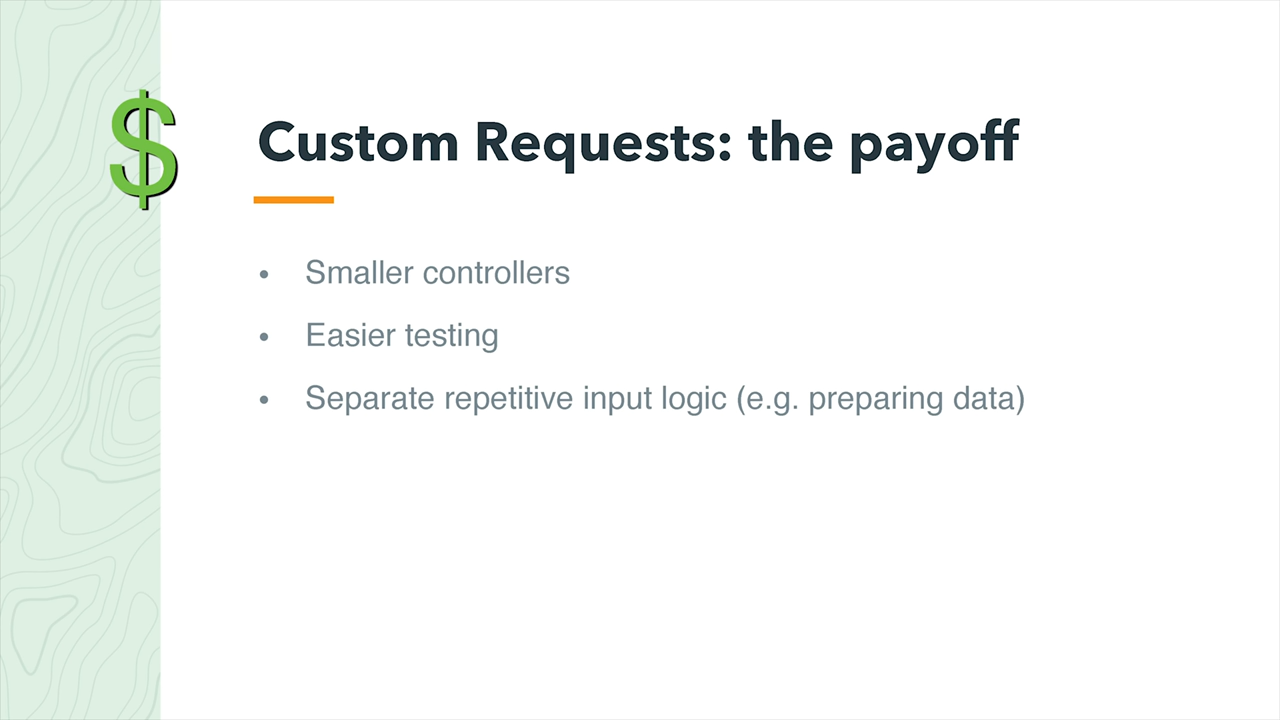 $
Custom Requests: the payoff
• Smaller controllers
• Easier testing
• Separate repetitive input logic (e.g. preparing data)